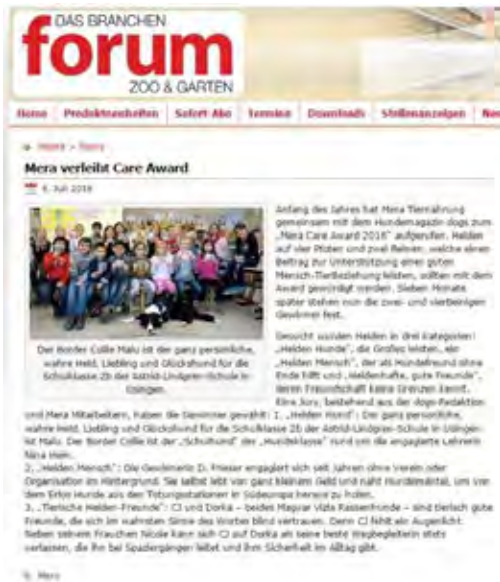 DAS BRANCHEN
forum
ZOO & GARTEN
Home Produktneuheiten Sofort Abo Termine Downloads Stellenanzeigen
Home > News
Mera verleiht Care Award
6. Juli 2016
Anfang des Jahres hat Mera Tiernahrung
gemeinsam mit dem Hundemagazin dogs zum
„Mera Care Award 2016" aufgerufen. Helden
auf vier Pfoten und zwei Beinen, welche einen
Beitrag zur Unterstützung einer guten
Mensch-Tierbeziehung leisten, sollten mit dem
Award gewürdigt werden. Sieben Monate
später stehen nun die zwei- und vierbeinigen
Gewinner fest.
Der Border Collie Malu ist der ganz persönliche,
wahre Held, Liebling und Glückshund für die
Schulklasse 2b der Astrid-Lindgren-Schule in
Usingen.
Gesucht wurden Helden in drei Kategorien:
„Helden Hunde", die Großes leisten, ein
„Helden Mensch", der als Hundefreund ohne
Ende hilft und „Heldenhafte, gute Freunde",
deren Freundschaft keine Grenzen kennt.
Eine Jury, bestehend aus der dogs-Redaktion
und Mera Mitarbeitern, haben die Gewinner gewählt: 1. „Helden Hund": Der ganz persönliche,
wahre Held, Liebling und Glückshund für die Schulklasse 2b der Astrid-Lindgren-Schule in Usingen
ist Malu. Der Border Collie ist der „Schulhund" der „Hundeklasse" rund um die engagierte Lehrerin
Nina
2. „Helden Mensch": Die Gewinnerin D. Frieser engagiert sich seit Jahren ohne Verein oder
Organisation im Hintergrund. Sie selbst lebt von ganz kleinem Geld und näht Hundemäntel, um von
dem Erlös Hunde aus den Tötungsstationen in Südeuropa heraus zu holen.
3. „Tierische Helden-Freunde": CJ und Dorka – beides Magyar Vizla Rassenhunde – sind tierisch gute
Freunde, die sich im wahrsten Sinne des Wortes blind vertrauen. Denn CJ fehlt ein Augenlicht.
Neben seinem Frauchen Nicole kann sich CJ auf Dorka als seine beste Wegbegleiterin stets
verlassen, die ihn bei Spaziergängen leitet und ihm Sicherheit im Alltag gibt.
Mera